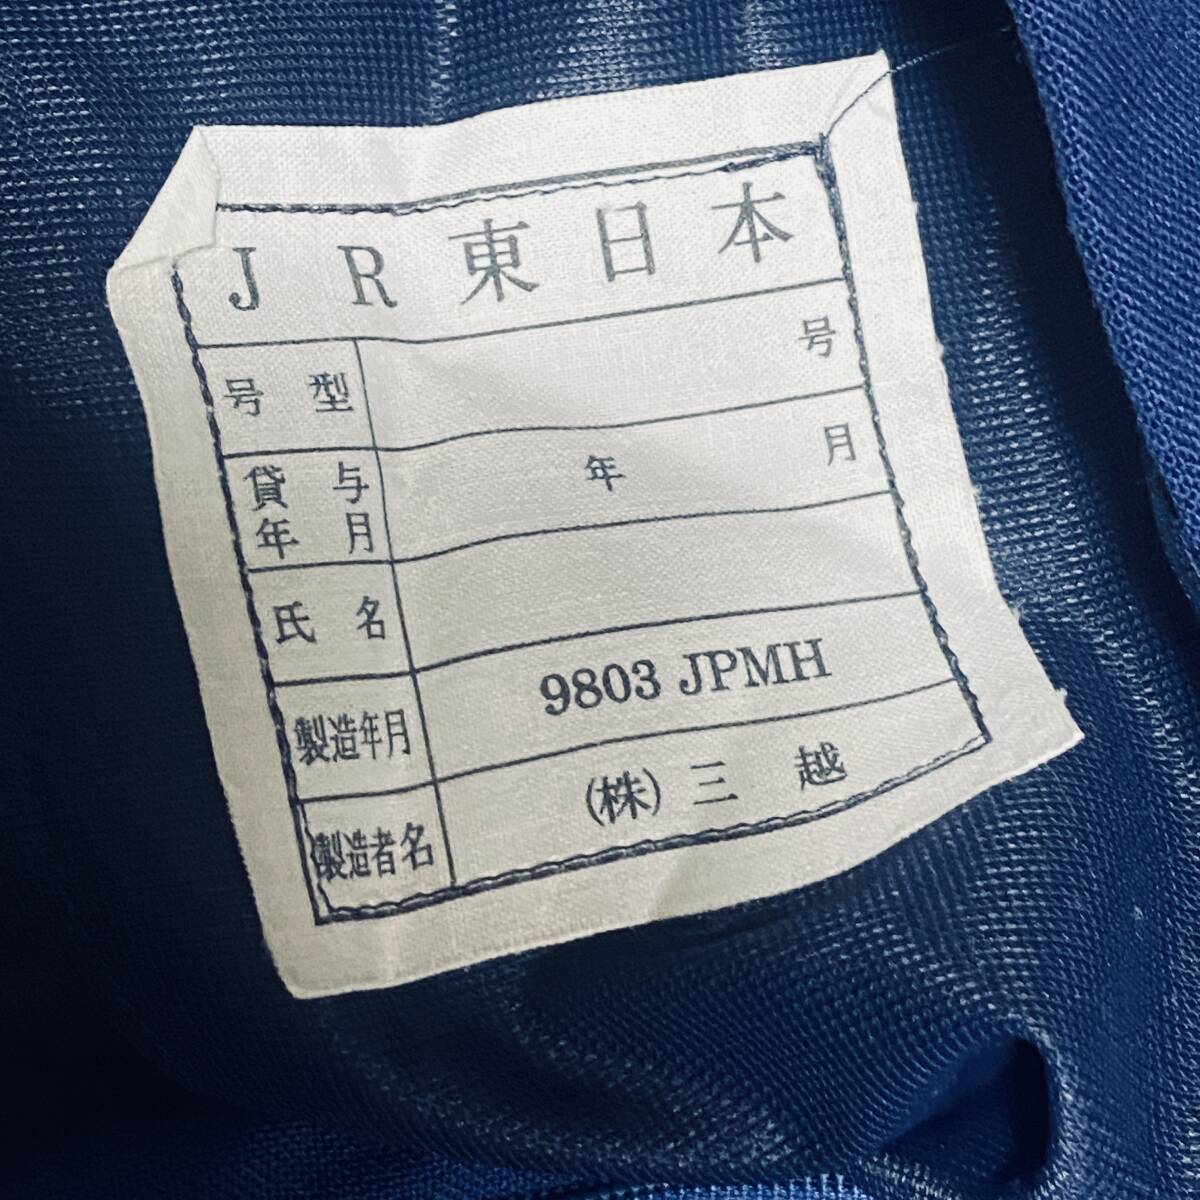 JR東日本
号型 号
貸与年月 年 月
氏名
製造年月 9803 JPMH
製造者名 (株)三越